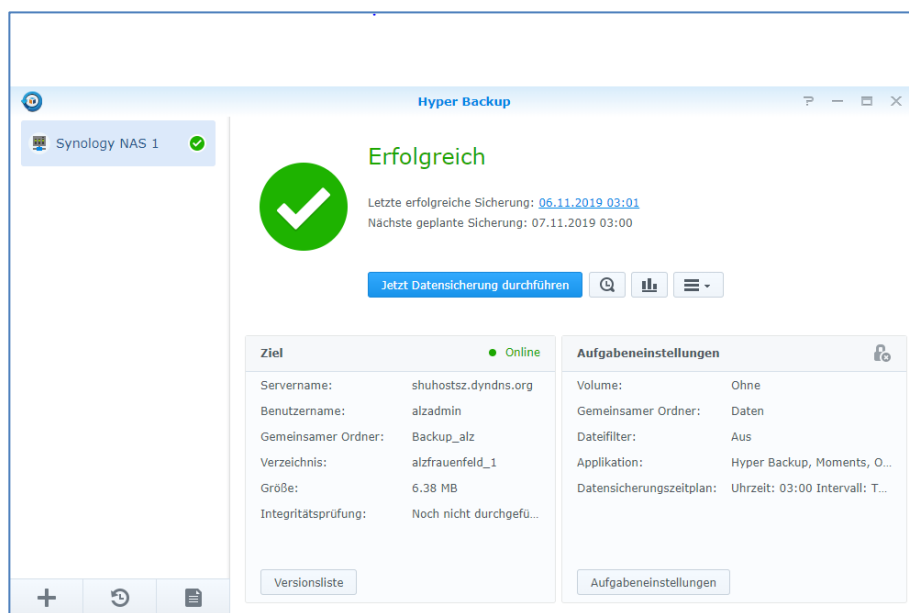 Hyper Backup
Synology NAS 1
Erfolgreich
Letzte erfolgreiche Sicherung: 06.11.2019 03:01
Nächste geplante Sicherung: 07.11.2019 03:00
Jetzt Datensicherung durchführen
Ziel
Online
Servername: shuhostsz.dyndns.org
Benutzername: alzadmin
Gemeinsamer Ordner: Backup_alz
Verzeichnis: alzfrauenfeld_1
Größe: 6.38 MB
Integritätsprüfung: Noch nicht durchgefü...
Versionsliste
Aufgabeneinstellungen
Volume: Ohne
Gemeinsamer Ordner: Daten
Dateifilter: Aus
Applikation: Hyper Backup, Moments, O...
Datensicherungszeitplan: Uhrzeit: 03:00 Intervall: T...
Aufgabeneinstellungen